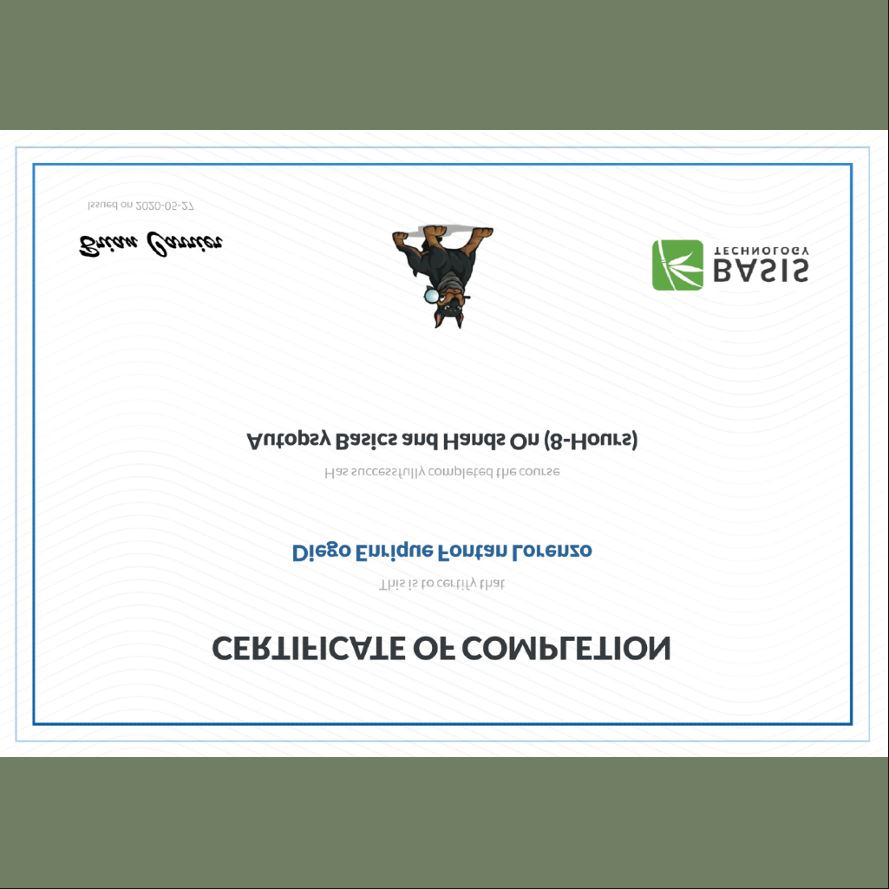 CERTIFICATE OF COMPLETION
This is to certify that
Diego Enrique Fontan Lorenzo
Has successfully completed the course
Autopsy Basics and Hands On (8-Hours)
Brian Carrier
Issued on 2020-05-27
BASIS
TECHNOLOGY